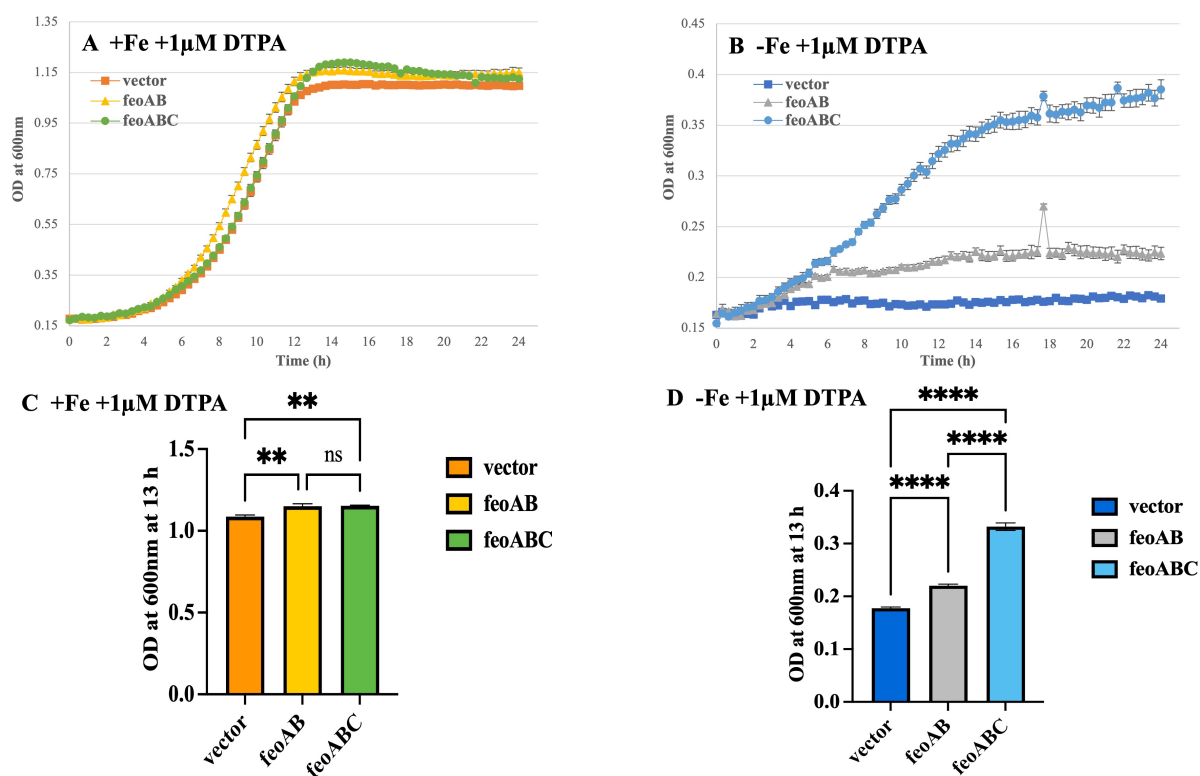 A +Fe +1µM DTPA
vector
feoAB
feoABC
OD at 600nm
1.35
1.15
0.95
0.75
0.55
0.35
0.15
0 2 4 6 8 10 12 14 16 18 20 22 24
Time (h)
B -Fe +1µM DTPA
vector
feoAB
feoABC
OD at 600nm
0.45
0.4
0.35
0.3
0.25
0.2
0.15
0 2 4 6 8 10 12 14 16 18 20 22 24
Time (h)
C +Fe +1µM DTPA
**
** ns
OD at 600nm at 13 h
1.5
1.0
0.5
0.0
vector feoAB feoABC
vector
feoAB
feoABC
D -Fe +1µM DTPA
****
****
****
OD at 600nm at 13 h
0.4
0.3
0.2
0.1
0.0
vector feoAB feoABC
vector
feoAB
feoABC